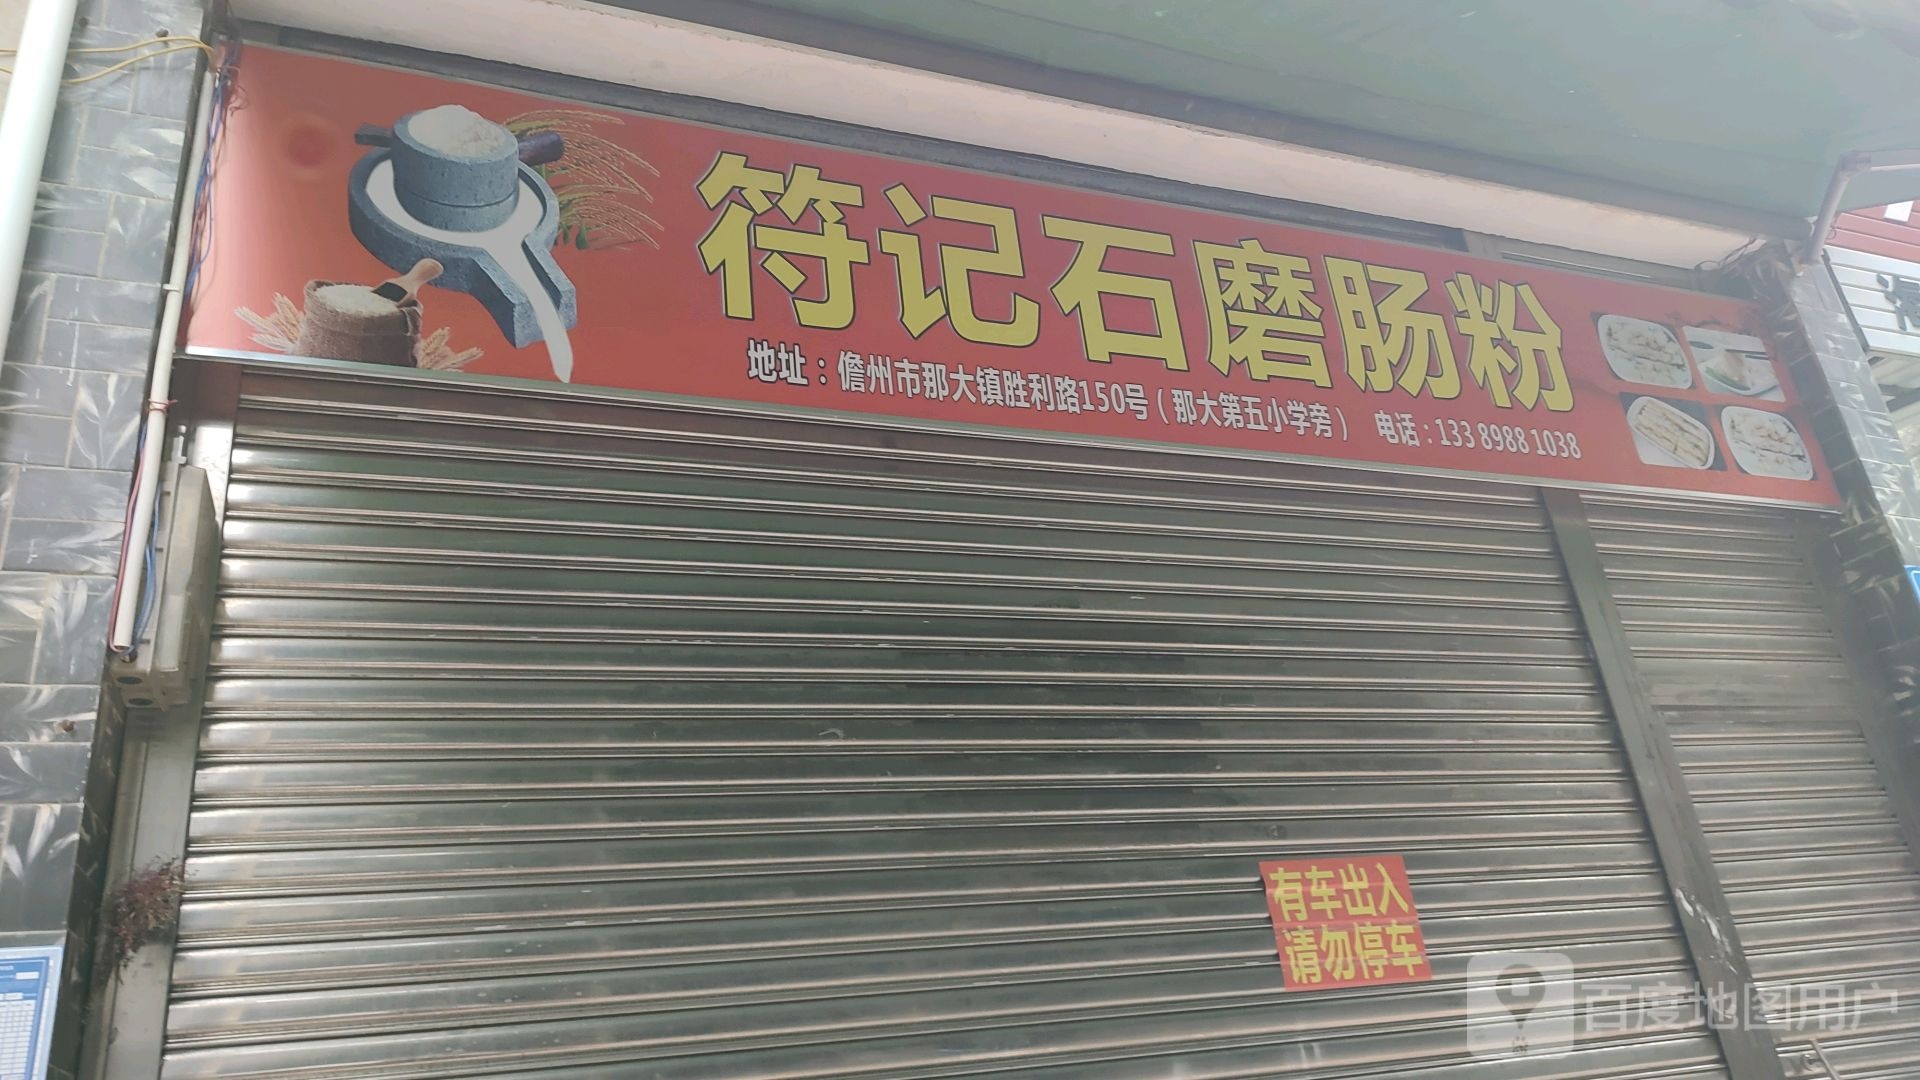 符记石磨肠粉
地址：儋州市那大镇胜利路150号（那大第五小学旁） 电话：133 8988 1038
有车出入
请勿停车
百度地图用户